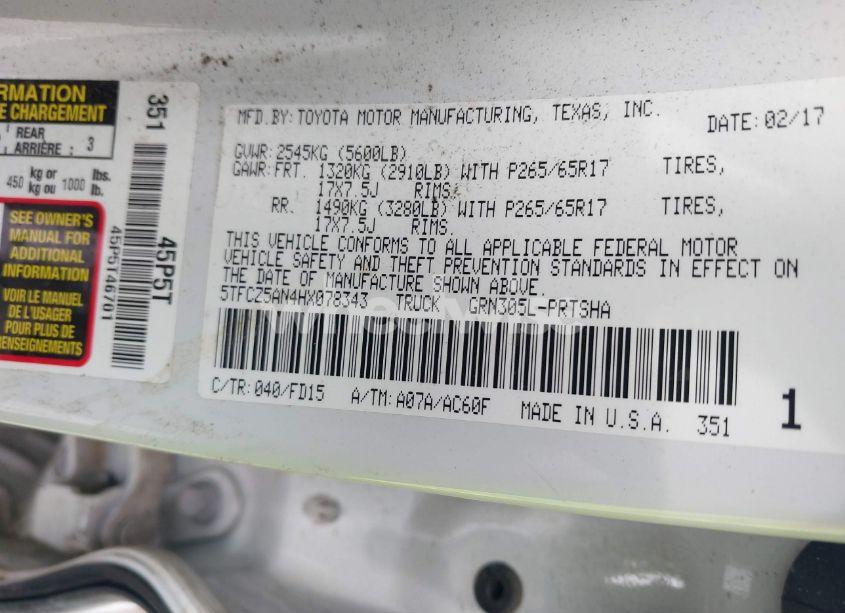 RMATION
E CHARGEMENT
REAR
ARRIÈRE: 3
450 kg or 1000 lbs.
kg ou lb.
SEE OWNER'S
MANUAL FOR
ADDITIONAL
INFORMATION
VOIR LE MANUEL
DE L'USAGER
POUR PLUS DE
RENSEIGNEMENTS
351
45P5T
45P5T46701
MFD.BY: TOYOTA MOTOR MANUFACTURING, TEXAS, INC. DATE: 02/17
GVWR: 2545KG (5600LB)
GAWR: FRT. 1320KG (2910LB) WITH P265/65R17 TIRES,
17X7.5J RIMS.
RR. 1490KG (3280LB) WITH P265/65R17 TIRES,
17X7.5J RIMS.
THIS VEHICLE CONFORMS TO ALL APPLICABLE FEDERAL MOTOR
VEHICLE SAFETY AND THEFT PREVENTION STANDARDS IN EFFECT ON
THE DATE OF MANUFACTURE SHOWN ABOVE.
5TFCZ5AN4HX078343 TRUCK GRN305L-PRTSHA
C/TR: 040/FD15 A/TM: A07A/AC60F MADE IN U.S.A. 351
1